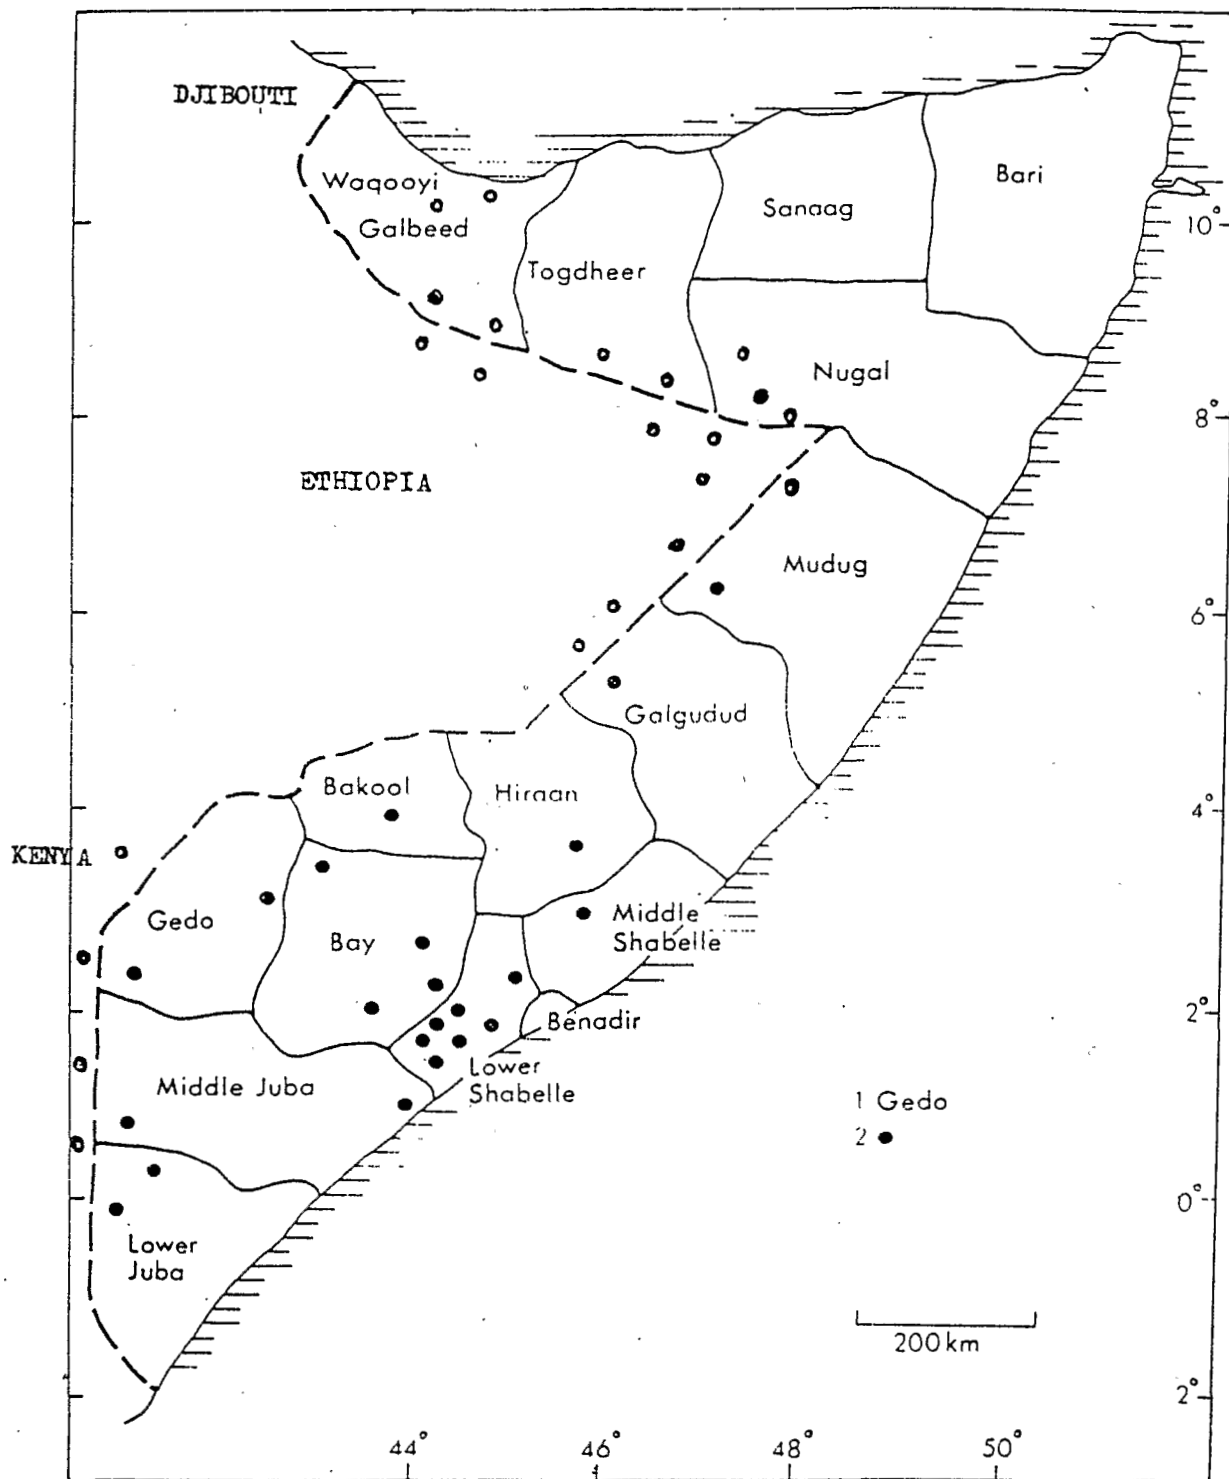 DJIBOUTI
Waqooyi
Galbeed
Togdheer
Sanaag
Bari
10°
Nugal
8°
ETHIOPIA
Mudug
6°
Galgudud
Bakool
Hiraan
4°
KENYA
Gedo
Bay
Middle
Shabelle
2°
Benadir
Lower
Shabelle
Middle Juba
1 Gedo
2
0°
Lower
Juba
200km
2°
44°
46°
48°
50°